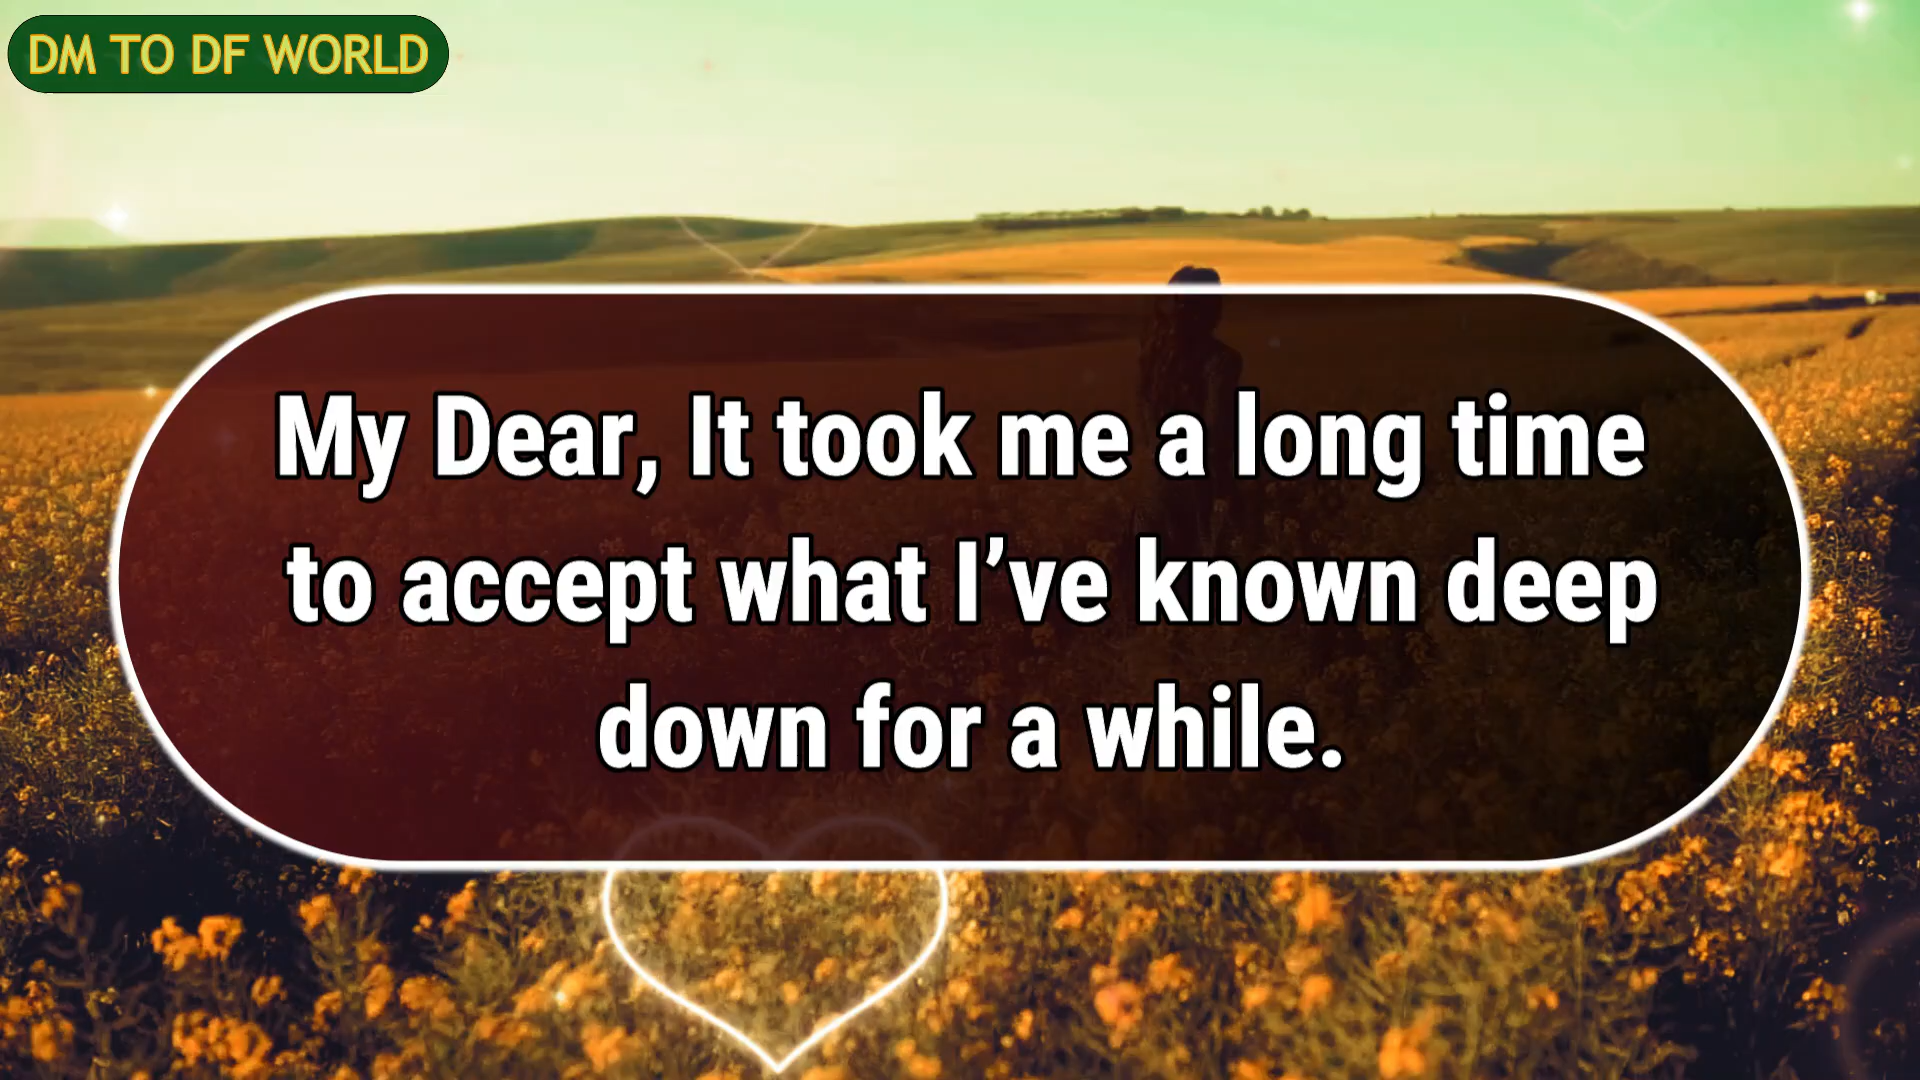 DM TO DF WORLD
My Dear, It took me a long time
to accept what I’ve known deep
down for a while.